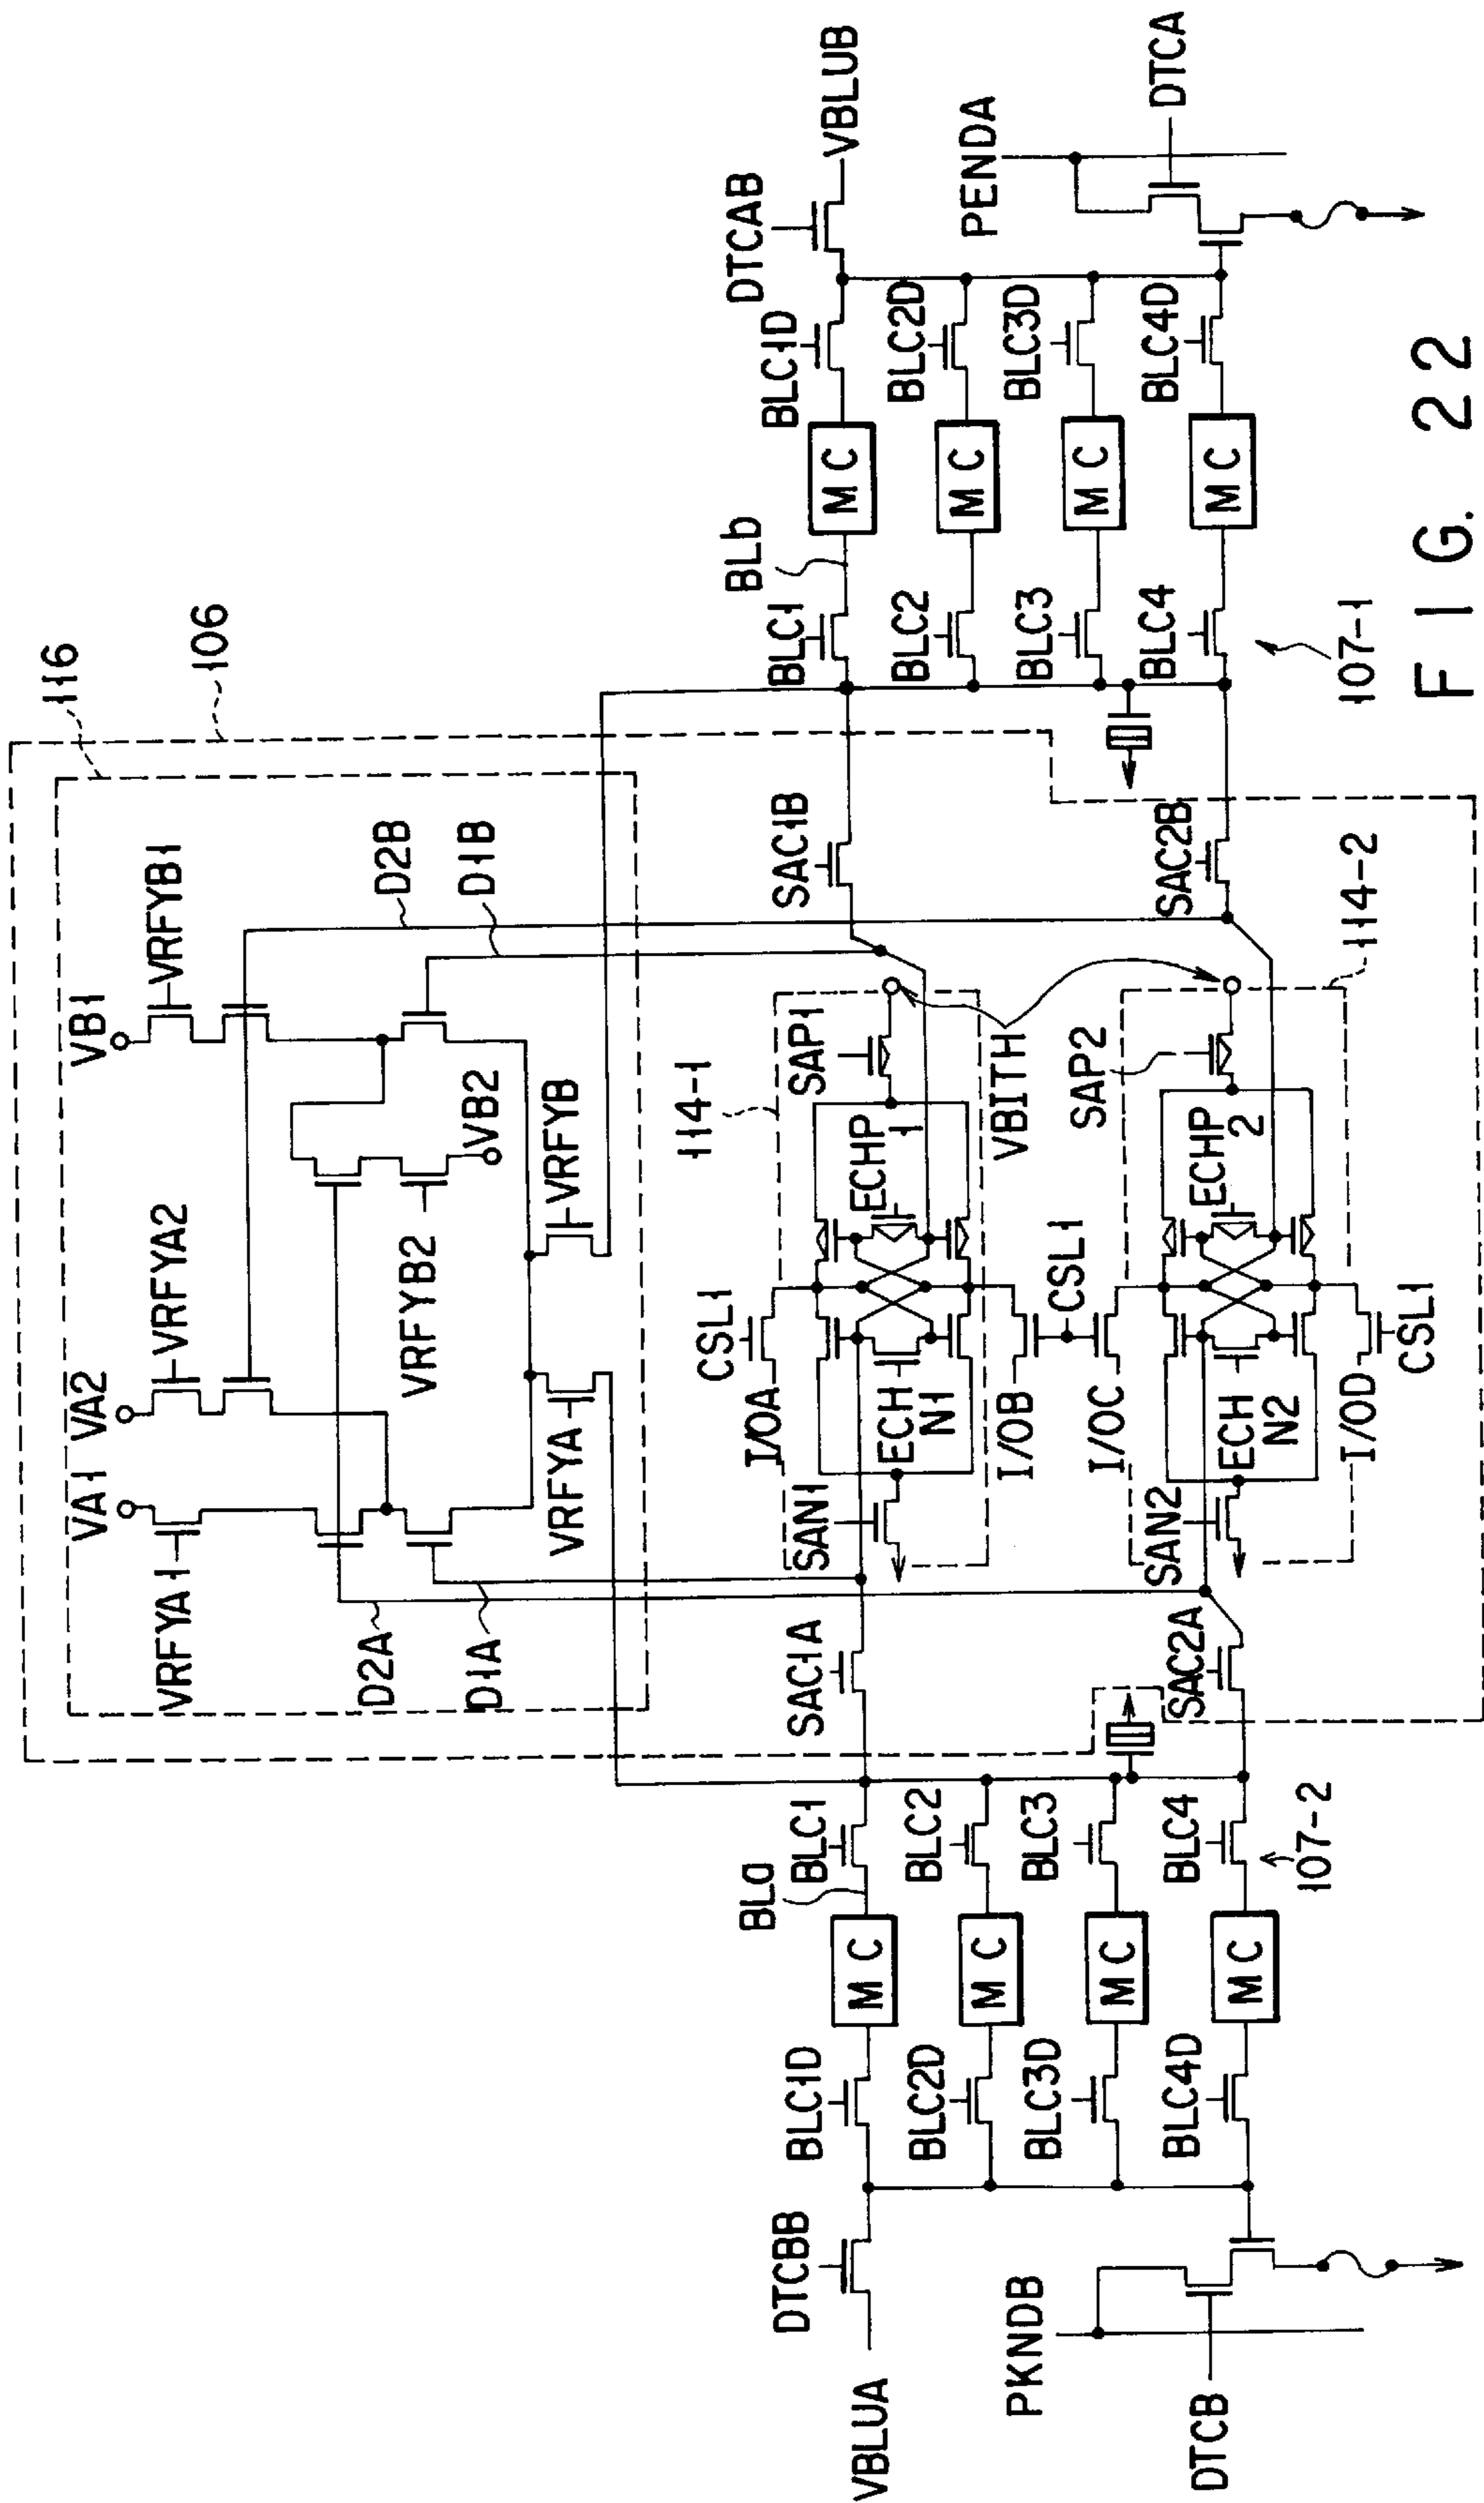 116
106
VA1
VA2
VB1
VRFYA1
VRFYA2
VRFYB1
D2A
D2B
D1A
D1B
VRFYB2
VB2
VRFYA
VRFYB
BLa
BLb
VBLUA
DTCBB
BLC1D
MC
BLC1
SAC1A
SAN1
I/OA
CSL1
114-1
SAP1
SAC1B
BLC1
MC
BLC1D
DTCAB
VBLUB
ECH
N1
ECHP
1
BLC2D
MC
BLC2
I/OB
VBITH
BLC2
MC
BLC2D
PKNDB
PENDA
BLC3D
MC
BLC3
I/OC
CSL1
SAP2
BLC3
MC
BLC3D
DTCB
BLC4D
MC
BLC4
SAC2A
SAN2
ECH
N2
ECHP
2
SAC2B
BLC4
MC
BLC4D
DTCA
107-2
I/OD
CSL1
114-2
107-1
FIG. 22